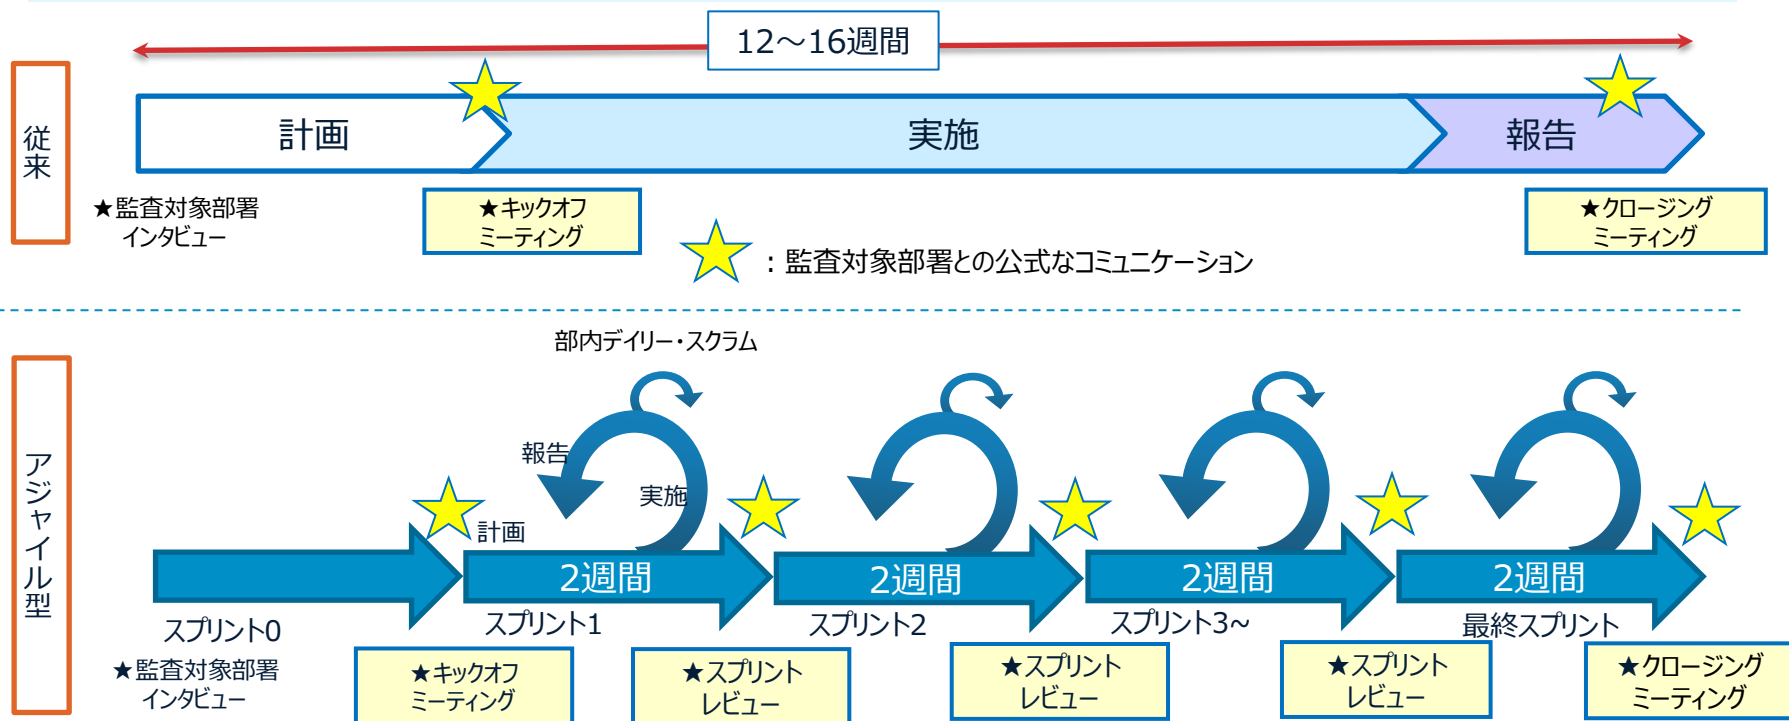 12～16週間
従来
計画
実施
報告
★監査対象部署
インタビュー
★キックオフ
ミーティング
：監査対象部署との公式なコミュニケーション
★クロージング
ミーティング
アジャイル型
部内デイリー・スクラム
報告
実施
計画
2週間
2週間
2週間
2週間
スプリント0
スプリント1
スプリント2
スプリント3~
最終スプリント
★監査対象部署
インタビュー
★キックオフ
ミーティング
★スプリント
レビュー
★スプリント
レビュー
★スプリント
レビュー
★クロージング
ミーティング